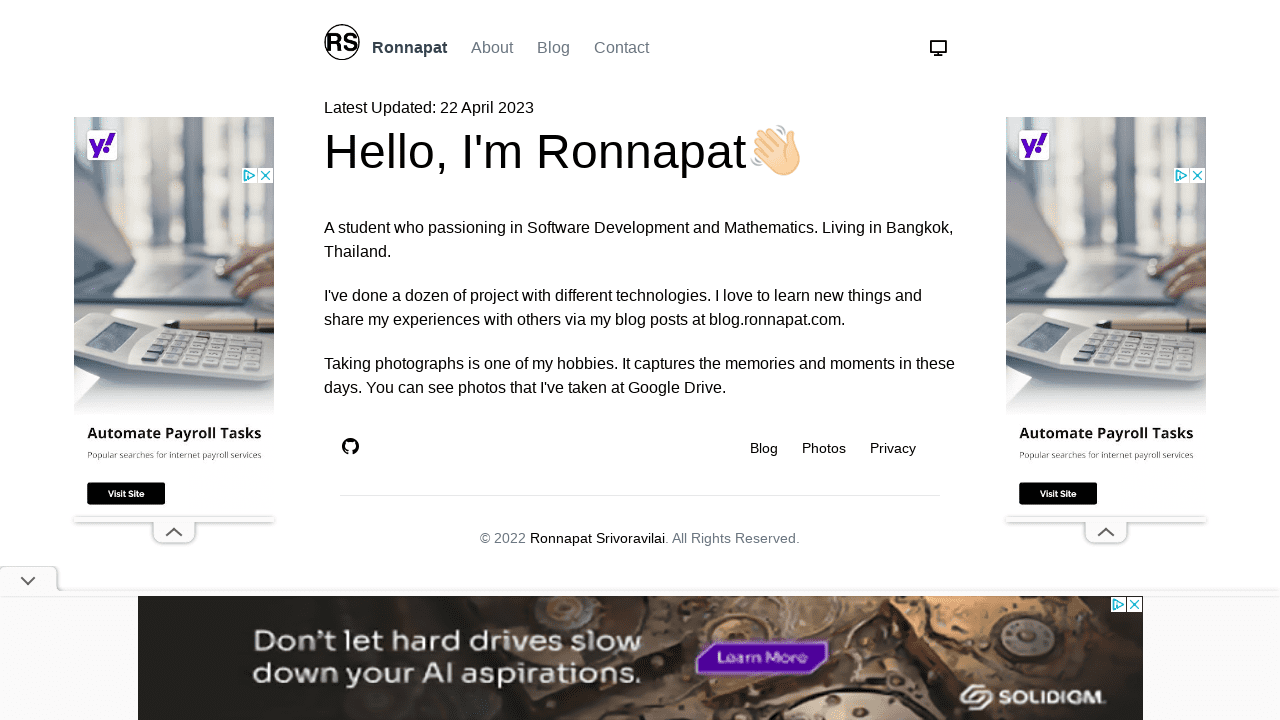 RS Ronnapat About Blog Contact
Latest Updated: 22 April 2023
Hello, I'm Ronnapat
A student who passioning in Software Development and Mathematics. Living in Bangkok,
Thailand.
I've done a dozen of project with different technologies. I love to learn new things and
share my experiences with others via my blog posts at blog.ronnapat.com.
Taking photographs is one of my hobbies. It captures the memories and moments in these
days. You can see photos that I've taken at Google Drive.
Blog Photos Privacy
© 2022 Ronnapat Srivoravilai. All Rights Reserved.
y!
Automate Payroll Tasks
Popular searches for internet payroll services
Visit Site
y!
Automate Payroll Tasks
Popular searches for internet payroll services
Visit Site
Don't let hard drives slow
down your AI aspirations.
Learn More
SOLIDIGM